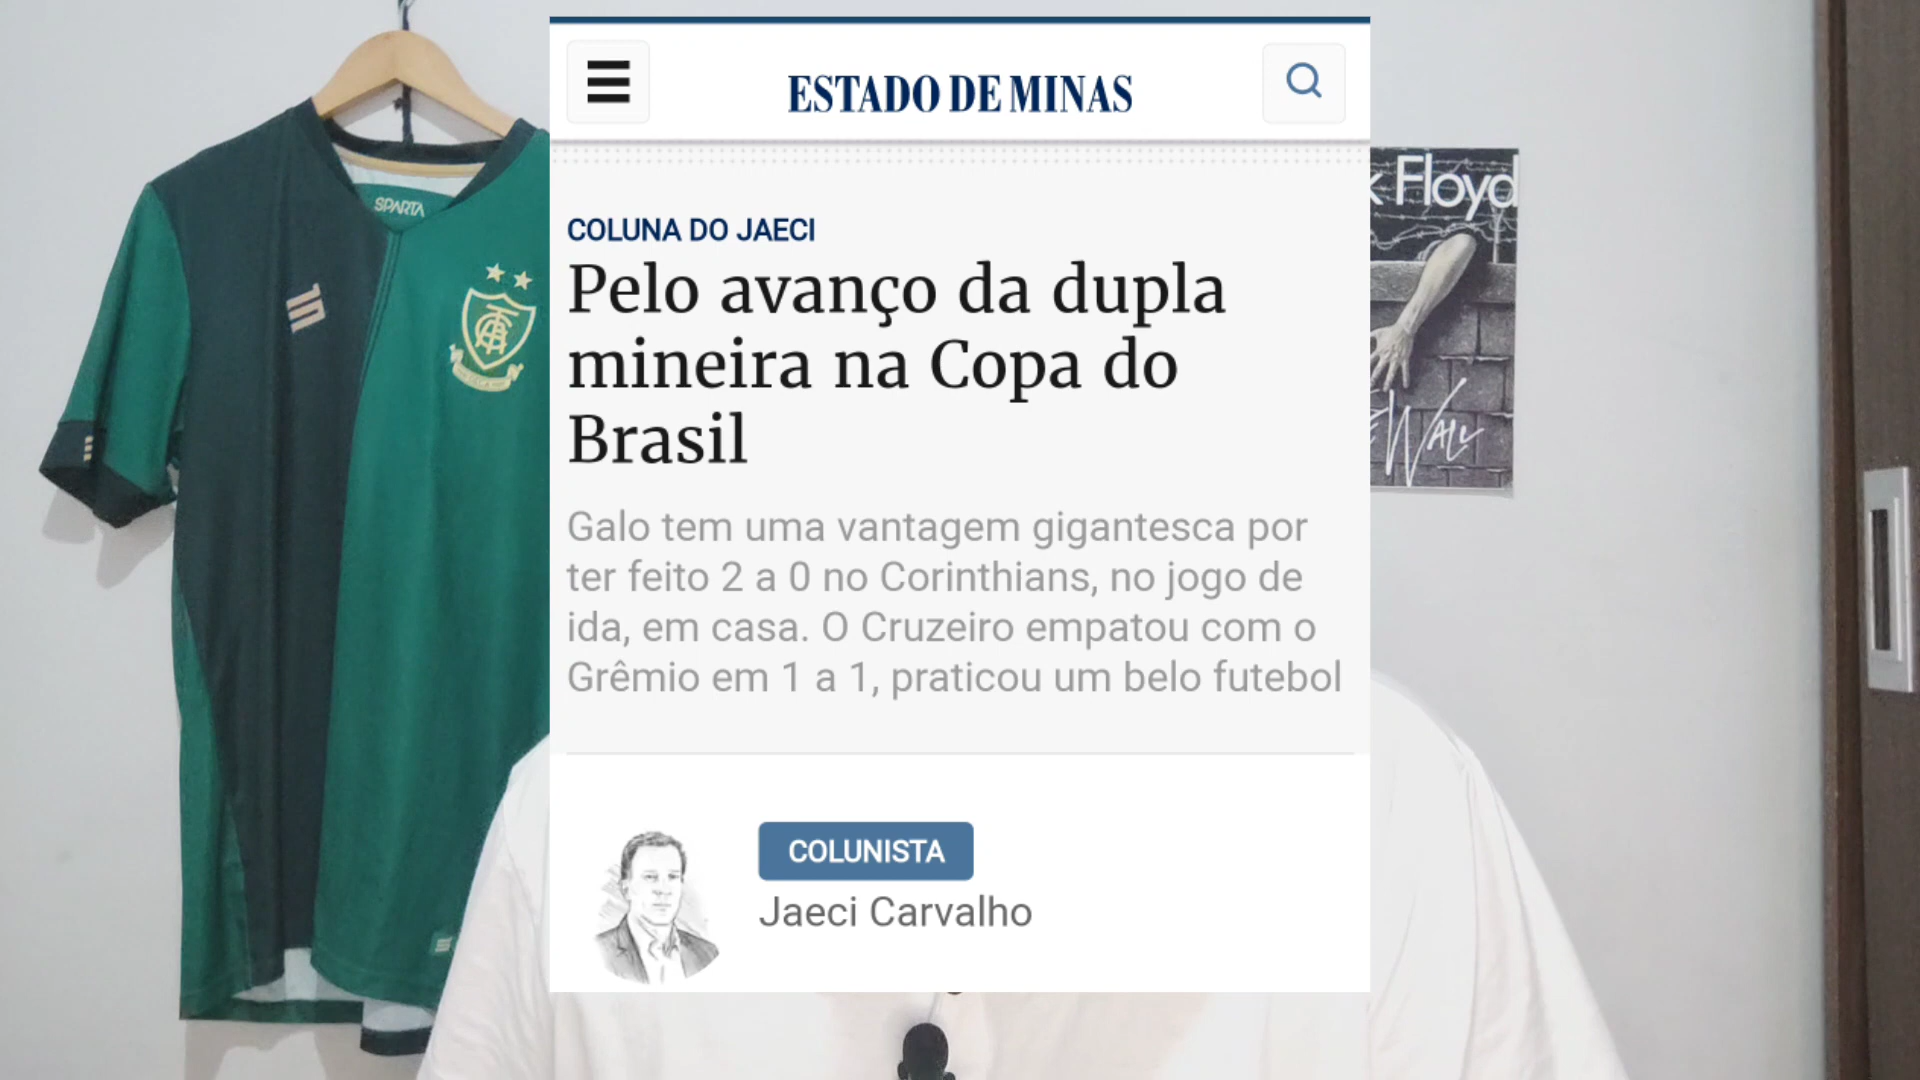 ESTADO DE MINAS
COLUNA DO JAECI
Pelo avanço da dupla
mineira na Copa do
Brasil
Galo tem uma vantagem gigantesca por
ter feito 2 a 0 no Corinthians, no jogo de
ida, em casa. O Cruzeiro empatou com o
Grêmio em 1 a 1, praticou um belo futebol
COLUNISTA
Jaeci Carvalho
SPARTA
k Floyd
Wall